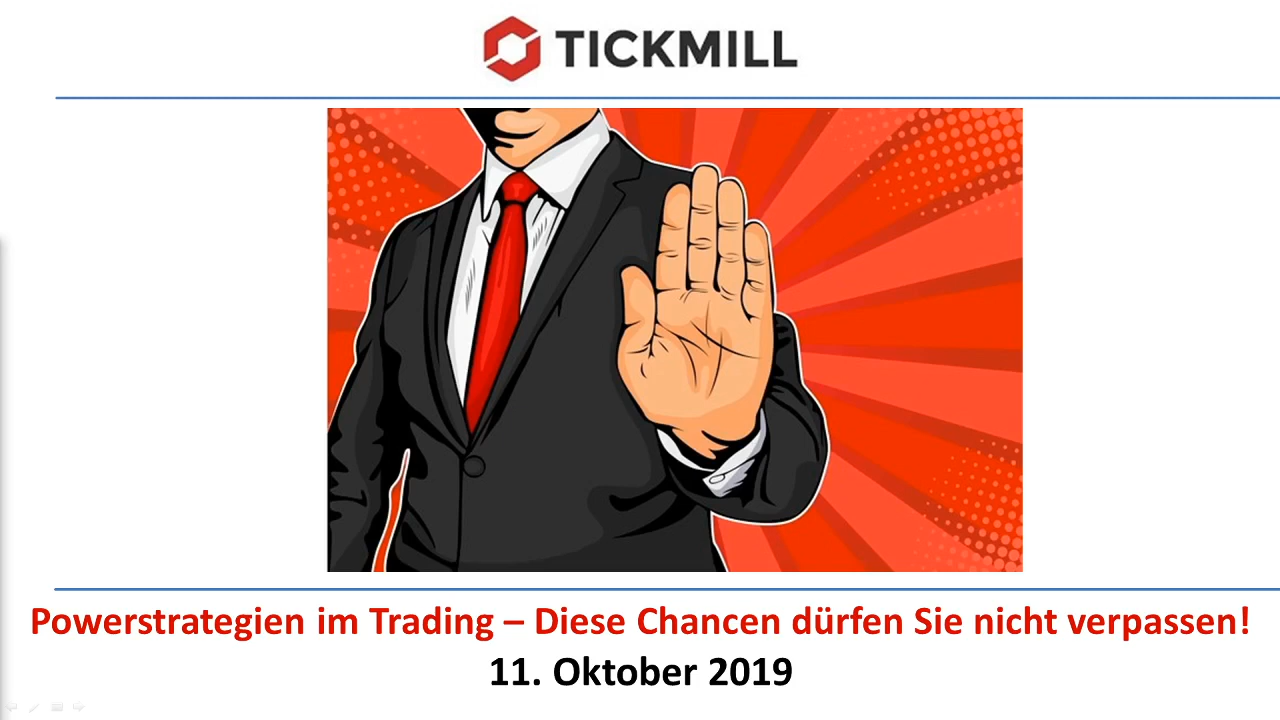 TICKMILL
Powerstrategien im Trading – Diese Chancen dürfen Sie nicht verpassen!
11. Oktober 2019